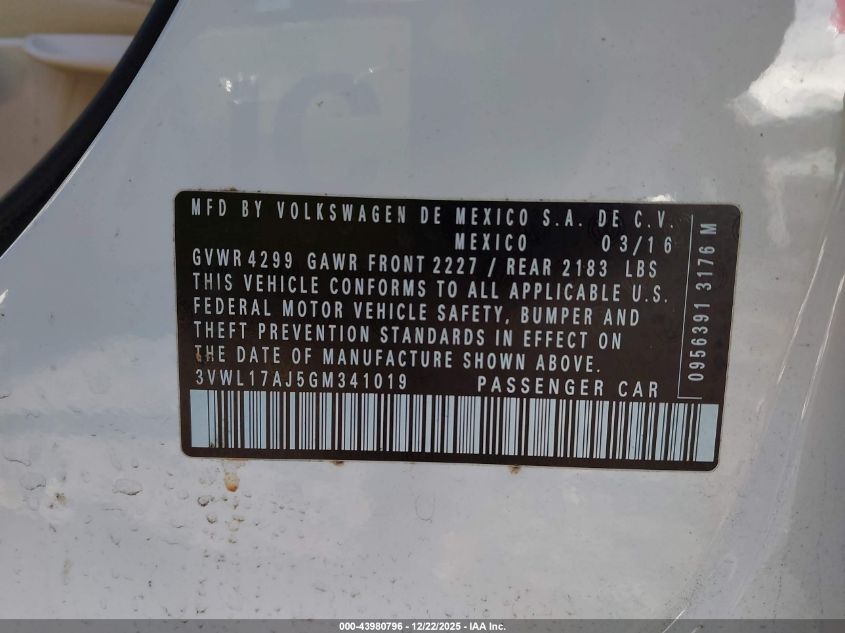 MFD BY VOLKSWAGEN DE MEXICO S.A. DE C.V.
MEXICO 03/16
GVWR 4299 GAWR FRONT 2227 / REAR 2183 LBS
THIS VEHICLE CONFORMS TO ALL APPLICABLE U.S.
FEDERAL MOTOR VEHICLE SAFETY, BUMPER AND
THEFT PREVENTION STANDARDS IN EFFECT ON
THE DATE OF MANUFACTURE SHOWN ABOVE.
3VWL17AJ5GM341019 PASSENGER CAR
0956391 3176 M
000-43980796 - 12/22/2025 - IAA Inc.